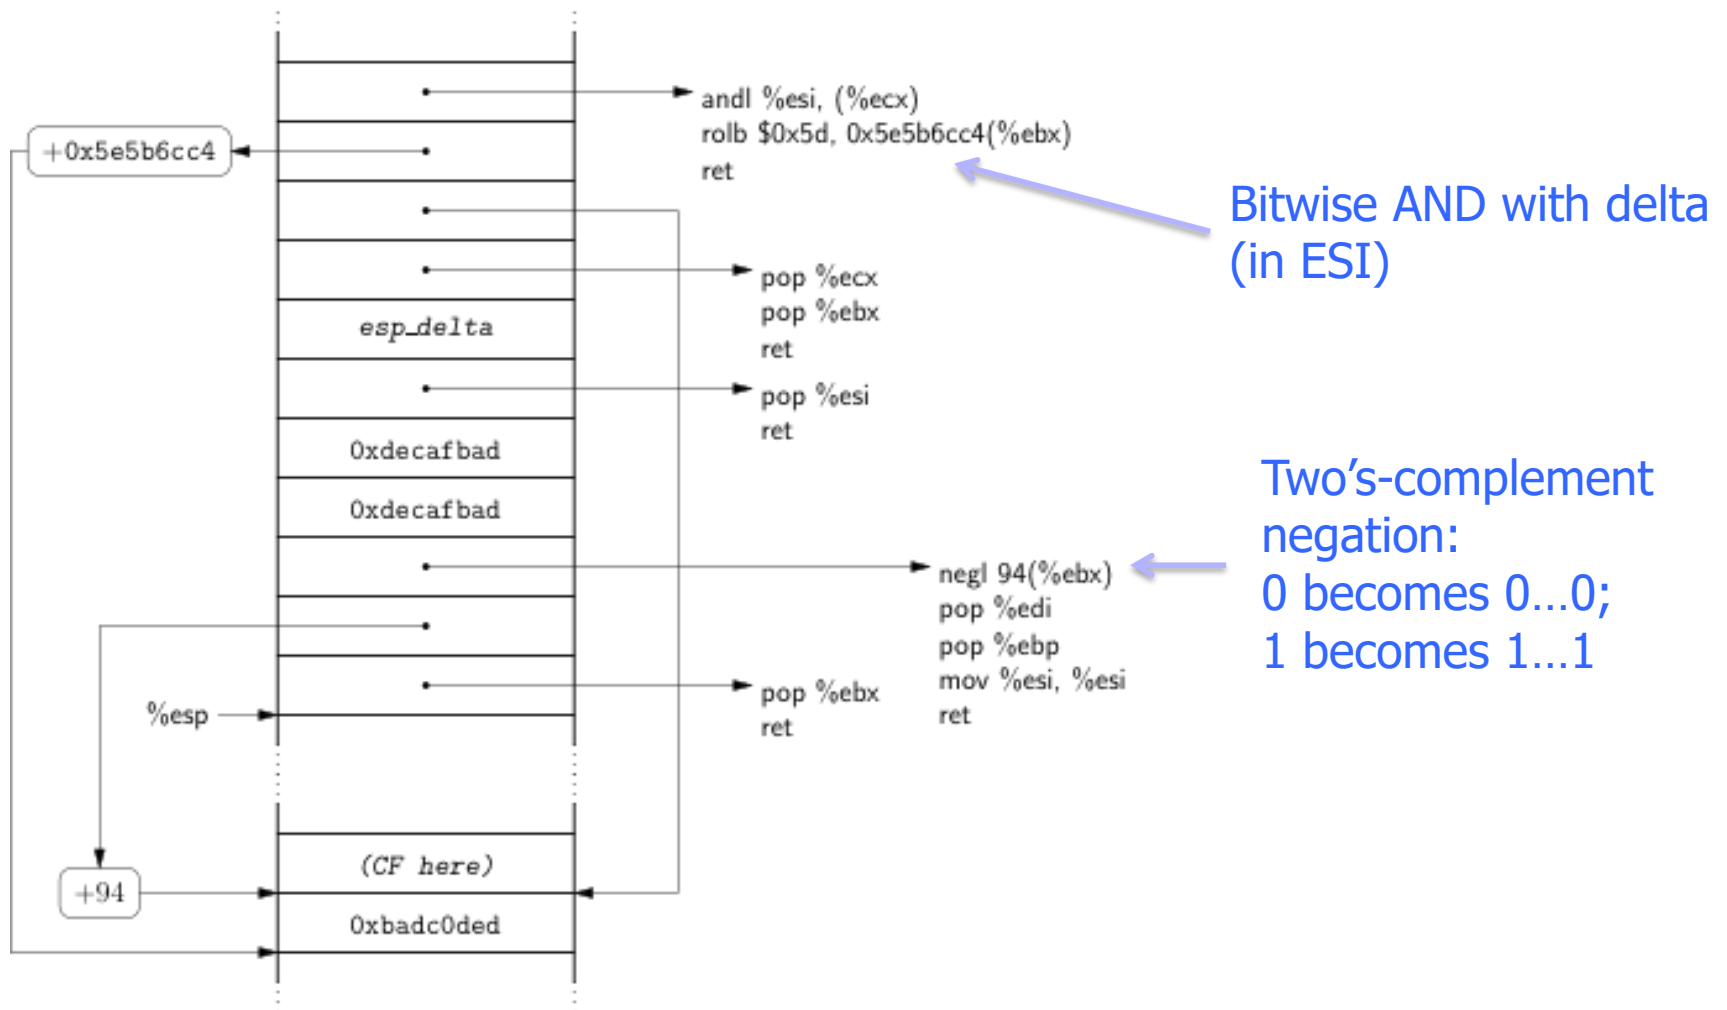 andl %esi, (%ecx)
rolb $0x5d, 0x5e5b6cc4(%ebx)
ret
+0x5e5b6cc4
Bitwise AND with delta
(in ESI)
pop %ecx
pop %ebx
ret
esp_delta
pop %esi
ret
0xdecafbad
0xdecafbad
Two's-complement
negation:
0 becomes 0…0;
1 becomes 1…1
negl 94(%ebx)
pop %edi
pop %ebp
mov %esi, %esi
ret
pop %ebx
ret
%esp
(CF here)
+94
0xbadc0ded